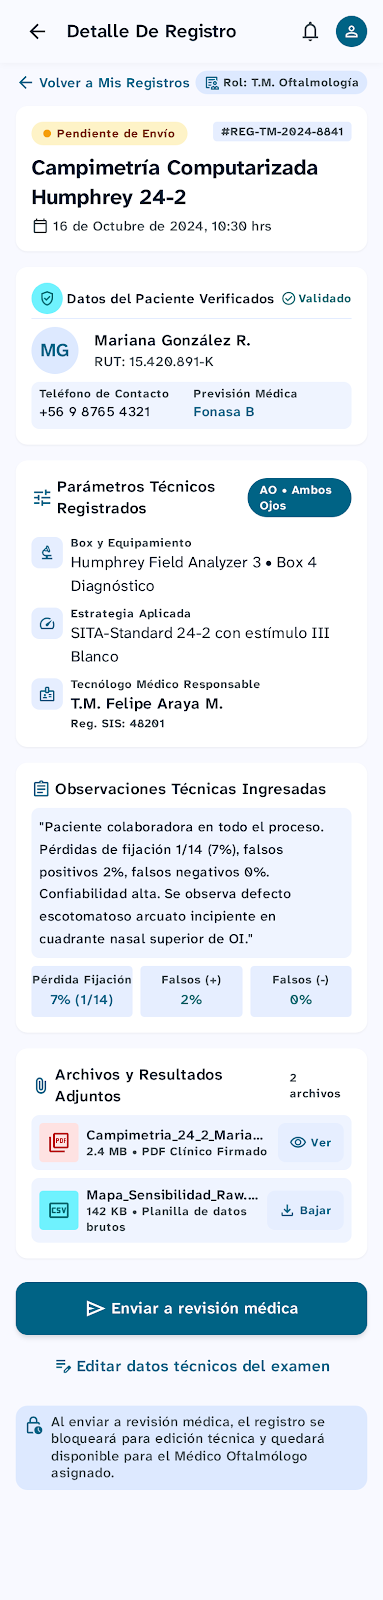 Detalle De Registro
Volver a Mis Registros
Rol: T.M. Oftalmología
Pendiente de Envío
#REG-TM-2024-8841
Campimetría Computarizada
Humphrey 24-2
16 de Octubre de 2024, 10:30 hrs
Datos del Paciente Verificados
Validado
MG
Mariana González R.
RUT: 15.420.891-K
Teléfono de Contacto
+56 9 8765 4321
Previsión Médica
Fonasa B
Parámetros Técnicos
Registrados
AO • Ambos
Ojos
Box y Equipamiento
Humphrey Field Analyzer 3 • Box 4
Diagnóstico
Estrategia Aplicada
SITA-Standard 24-2 con estímulo III
Blanco
Tecnólogo Médico Responsable
T.M. Felipe Araya M.
Reg. SIS: 48201
Observaciones Técnicas Ingresadas
"Paciente colaboradora en todo el proceso.
Pérdidas de fijación 1/14 (7%), falsos
positivos 2%, falsos negativos 0%.
Confiabilidad alta. Se observa defecto
escotomatoso arcuato incipiente en
cuadrante nasal superior de OI."
Pérdida Fijación
7% (1/14)
Falsos (+)
2%
Falsos (-)
0%
Archivos y Resultados
Adjuntos
2
archivos
PDF
Campimetria_24_2_Maria...
2.4 MB • PDF Clínico Firmado
Ver
CSV
Mapa_Sensibilidad_Raw....
142 KB • Planilla de datos
brutos
Bajar
Enviar a revisión médica
Editar datos técnicos del examen
Al enviar a revisión médica, el registro se
bloqueará para edición técnica y quedará
disponible para el Médico Oftalmólogo
asignado.